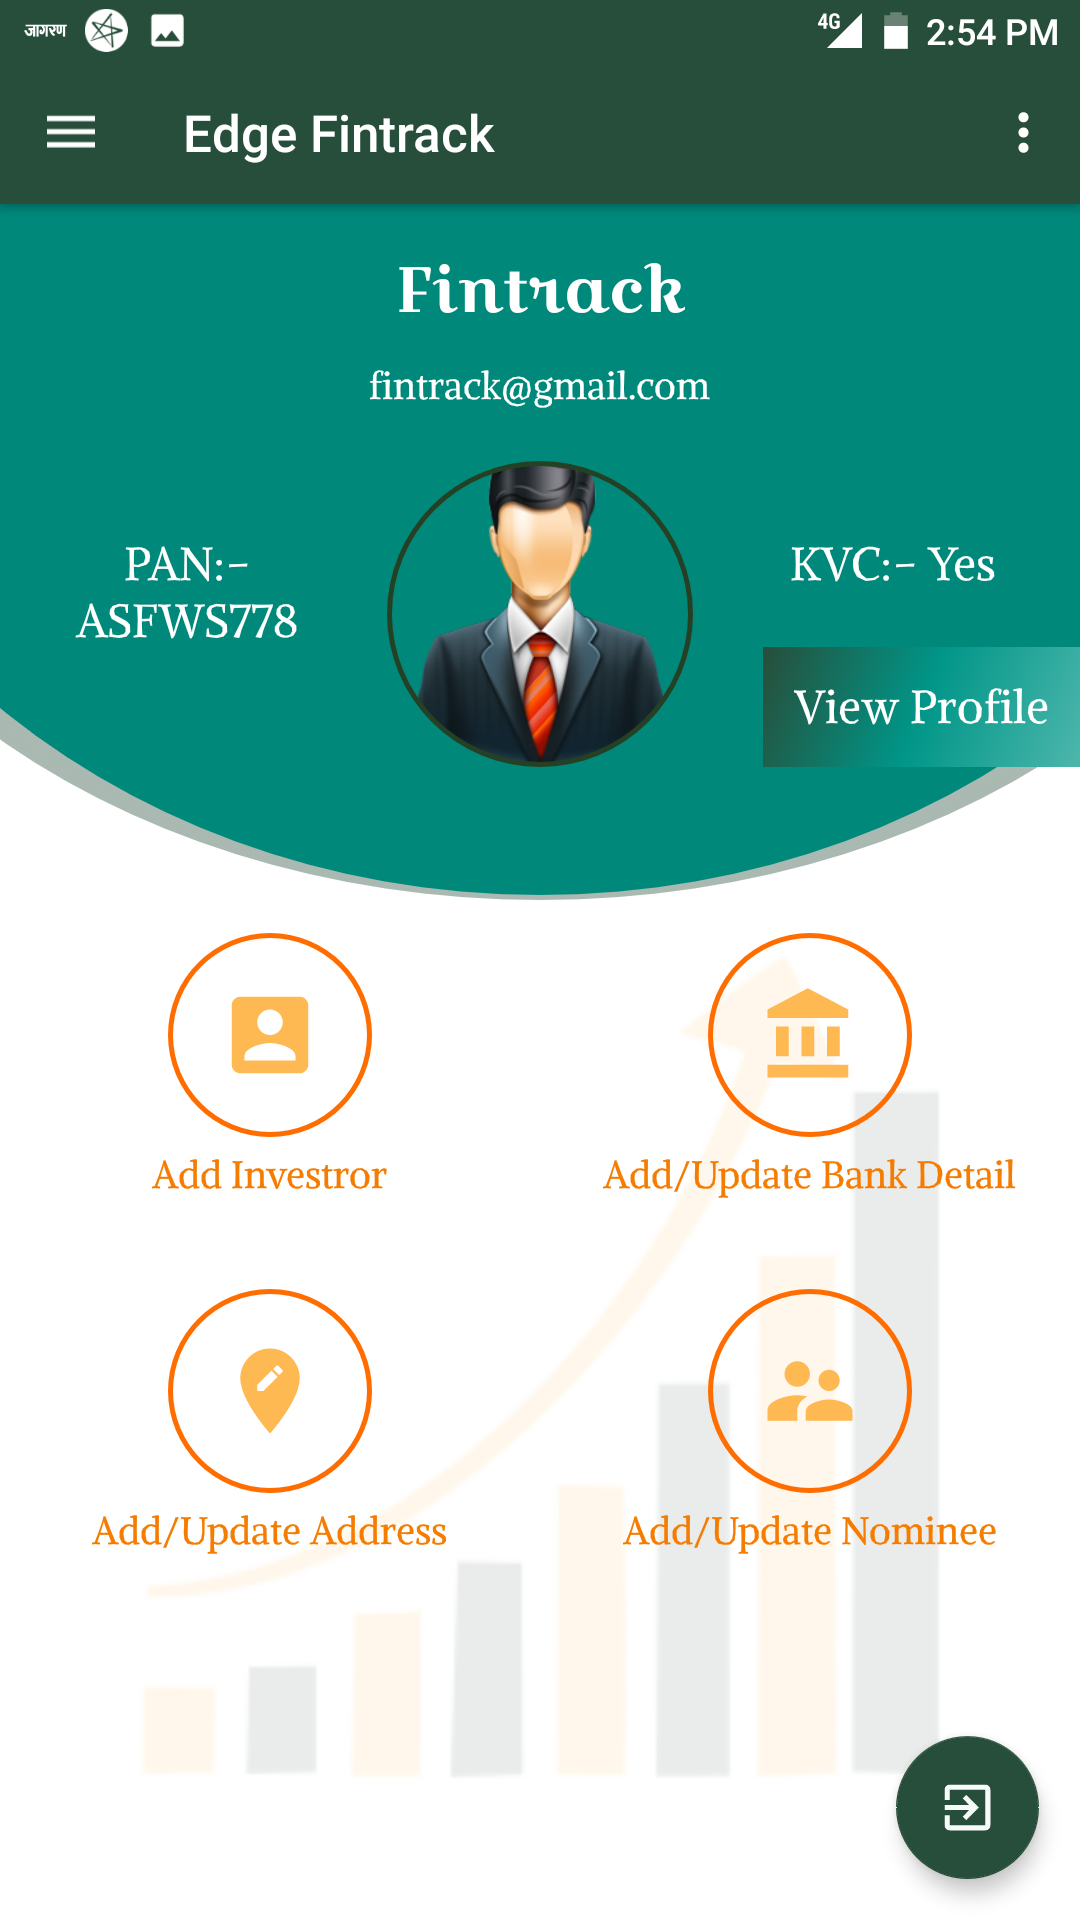 जागरण 4G 2:54 PM
Edge Fintrack
Fintrack
fintrack@gmail.com
PAN:-
ASFWS778
KVC:- Yes
View Profile
Add Investror
Add/Update Bank Detail
Add/Update Address
Add/Update Nominee